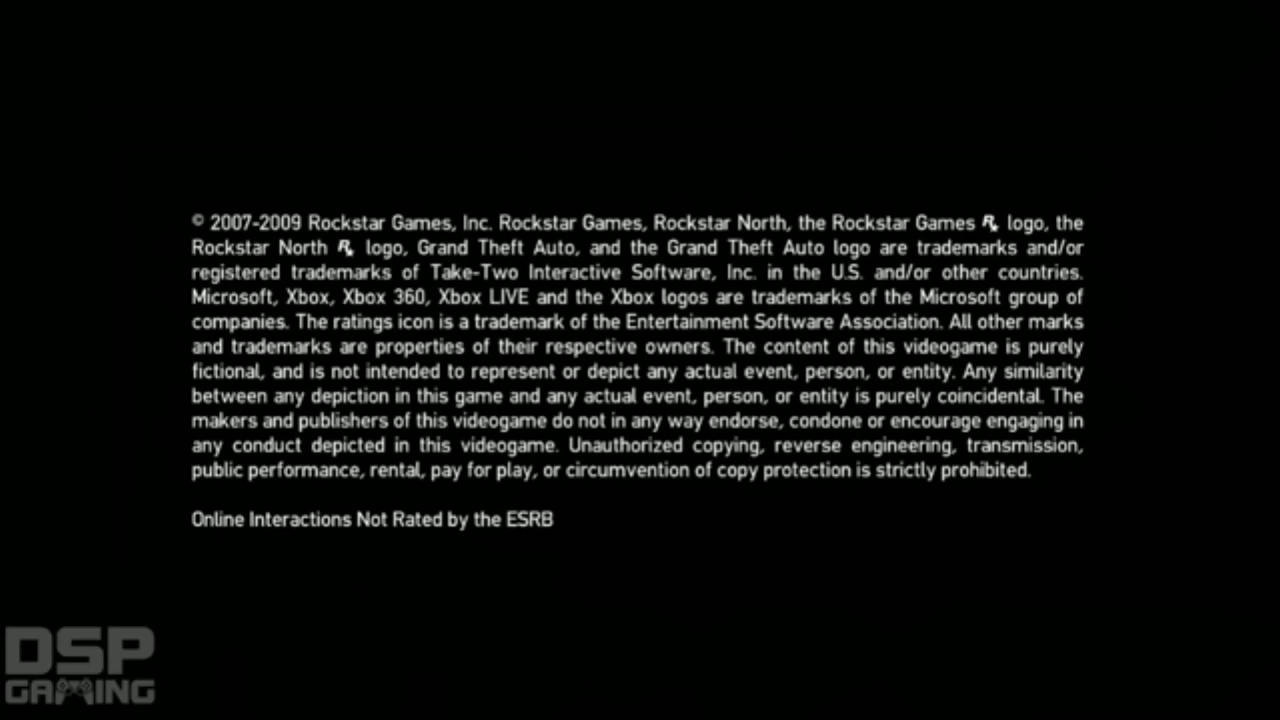 © 2007-2009 Rockstar Games, Inc. Rockstar Games, Rockstar North, the Rockstar Games R* logo, the
Rockstar North R* logo, Grand Theft Auto, and the Grand Theft Auto logo are trademarks and/or
registered trademarks of Take-Two Interactive Software, Inc. in the U.S. and/or other countries.
Microsoft, Xbox, Xbox 360, Xbox LIVE and the Xbox logos are trademarks of the Microsoft group of
companies. The ratings icon is a trademark of the Entertainment Software Association. All other marks
and trademarks are properties of their respective owners. The content of this videogame is purely
fictional, and is not intended to represent or depict any actual event, person, or entity. Any similarity
between any depiction in this game and any actual event, person, or entity is purely coincidental. The
makers and publishers of this videogame do not in any way endorse, condone or encourage engaging in
any conduct depicted in this videogame. Unauthorized copying, reverse engineering, transmission,
public performance, rental, pay for play, or circumvention of copy protection is strictly prohibited.
Online Interactions Not Rated by the ESRB
DSP
GAMING